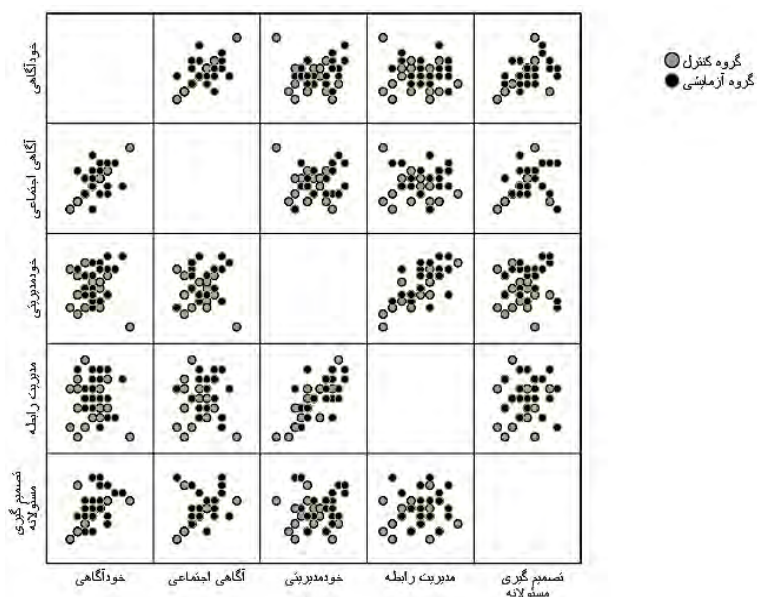 گروه کنترل
گروه آزمایشی
خودآگاهی
آگاهی اجتماعی
خودمدیریتی
مدیریت رابطه
تصمیم گیری
مسئولانه
خودآگاهی
آگاهی اجتماعی
خودمدیریتی
مدیریت رابطه
تصمیم گیری
مسئولانه